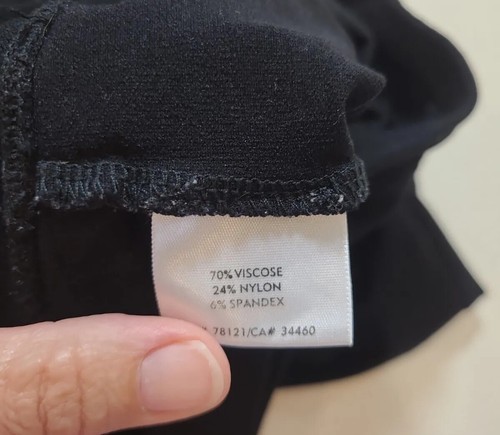 70% VISCOSE
24% NYLON
6% SPANDEX
78121/CA# 34460